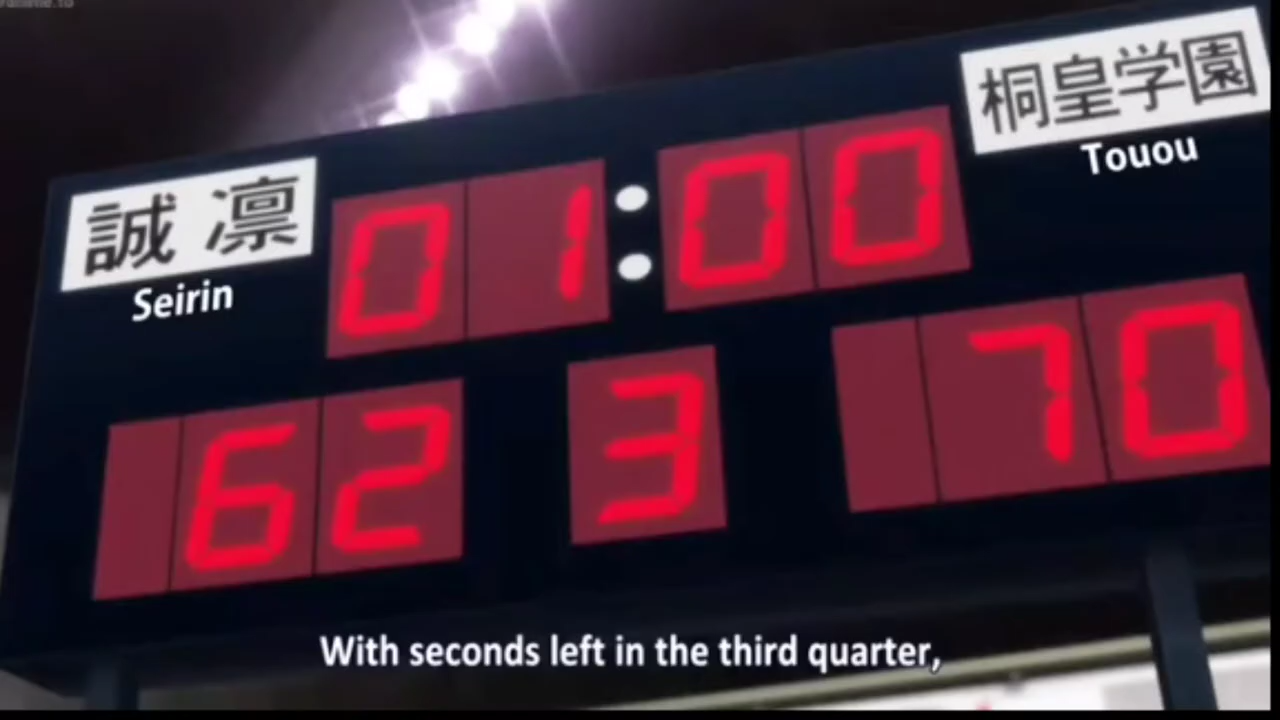 桐皇学園
Touou
誠凛
Seirin
01:00
62 3 70
With seconds left in the third quarter,